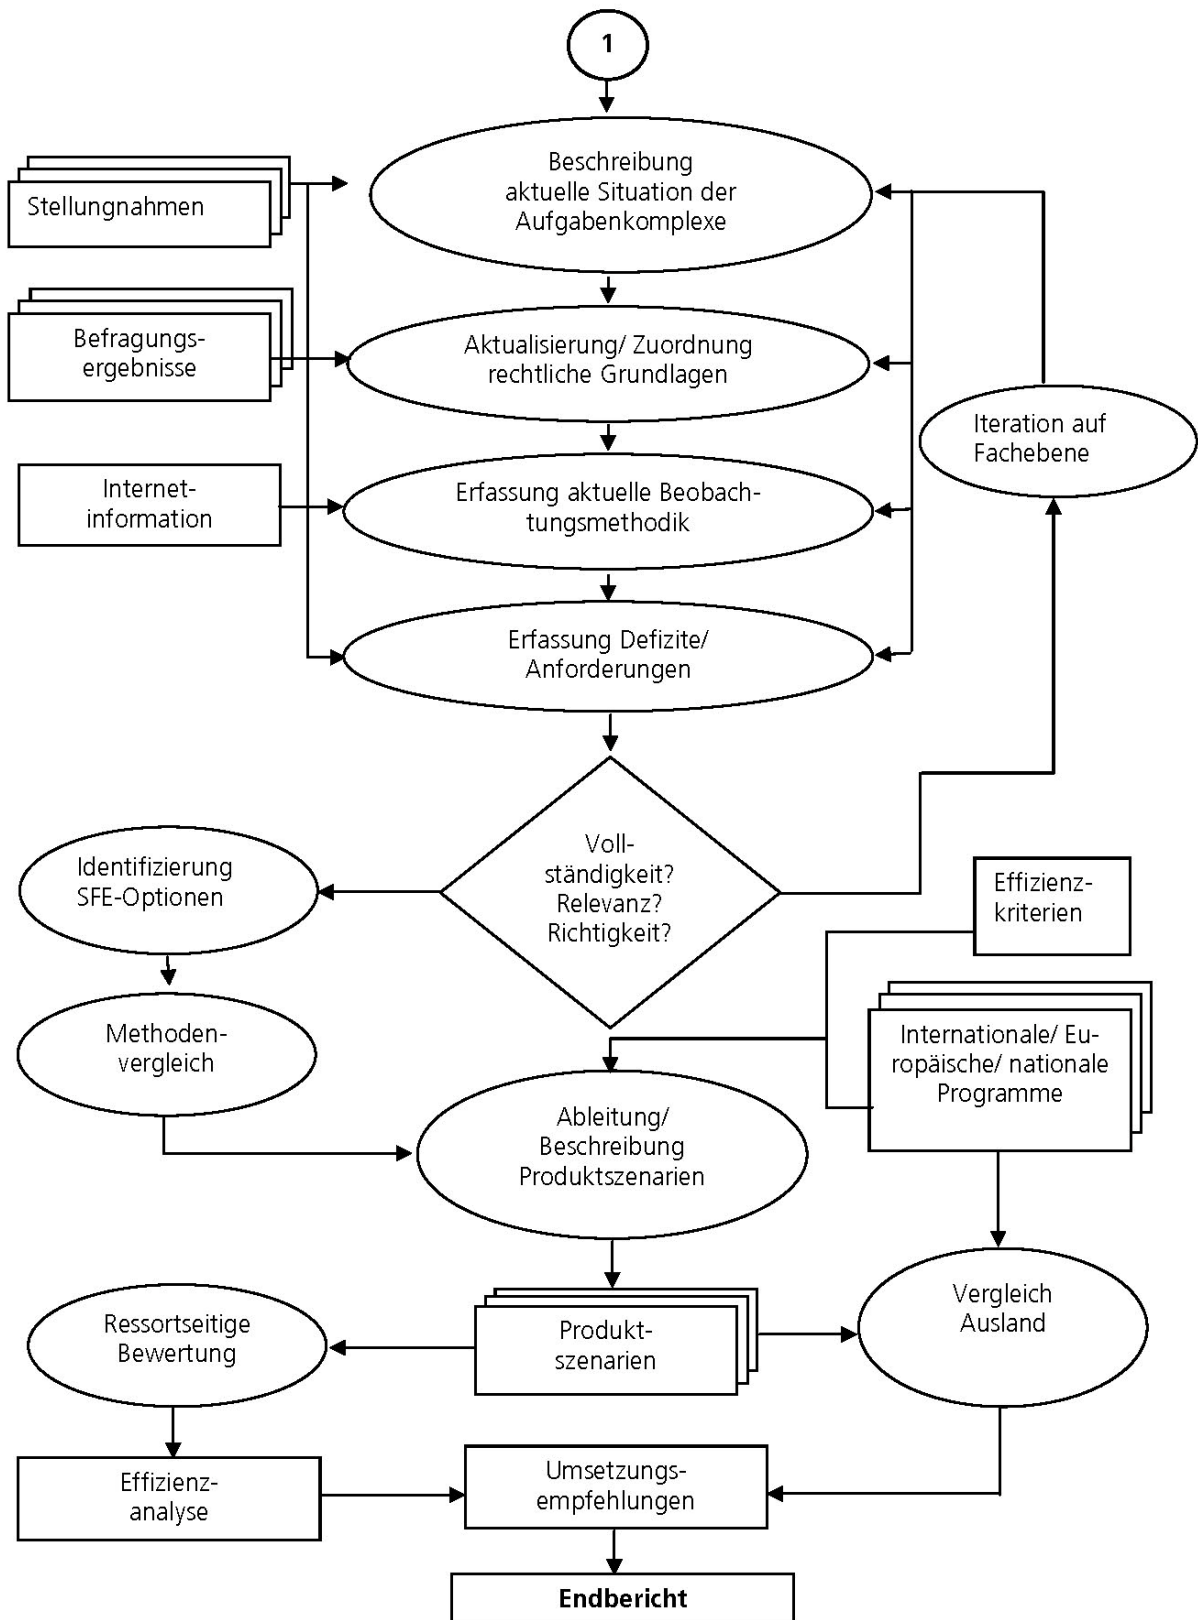 1
Beschreibung
aktuelle Situation der
Aufgabenkomplexe
Stellungnahmen
Befragungs-
ergebnisse
Aktualisierung/ Zuordnung
rechtliche Grundlagen
Iteration auf
Fachebene
Internet-
information
Erfassung aktuelle Beobach-
tungsmethodik
Erfassung Defizite/
Anforderungen
Voll-
ständigkeit?
Relevanz?
Richtigkeit?
Identifizierung
SFE-Optionen
Effizienz-
kriterien
Methoden-
vergleich
Internationale/ Eu-
ropäische/ nationale
Programme
Ableitung/
Beschreibung
Produktszenarien
Ressortseitige
Bewertung
Produkt-
szenarien
Vergleich
Ausland
Effizienz-
analyse
Umsetzungs-
empfehlungen
Endbericht